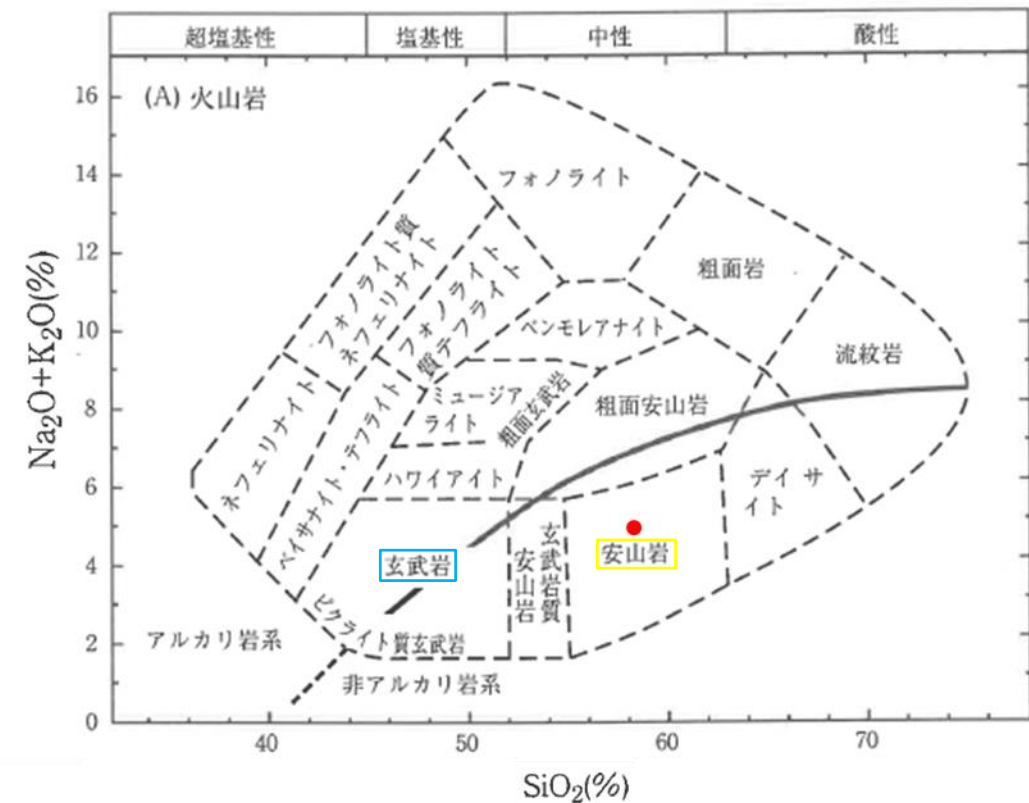 超塩基性 塩基性 中性 酸性
(A) 火山岩
Na₂O+K₂O(%)
16
14
12
10
8
6
4
2
0
フォノライト
フォノライト質
ネフェリナイト
フォノライト
質テフライト
粗面岩
ベンモレアナイト
流紋岩
ネフェリナイト
ベイサナイト・テフライト
ミュージア
ライト
粗面玄武岩
粗面安山岩
ハワイアイト
デイサ
イト
玄武岩
玄武岩質
安山岩
安山岩
ピクライト質玄武岩
アルカリ岩系
非アルカリ岩系
40 50 60 70
SiO₂(%)